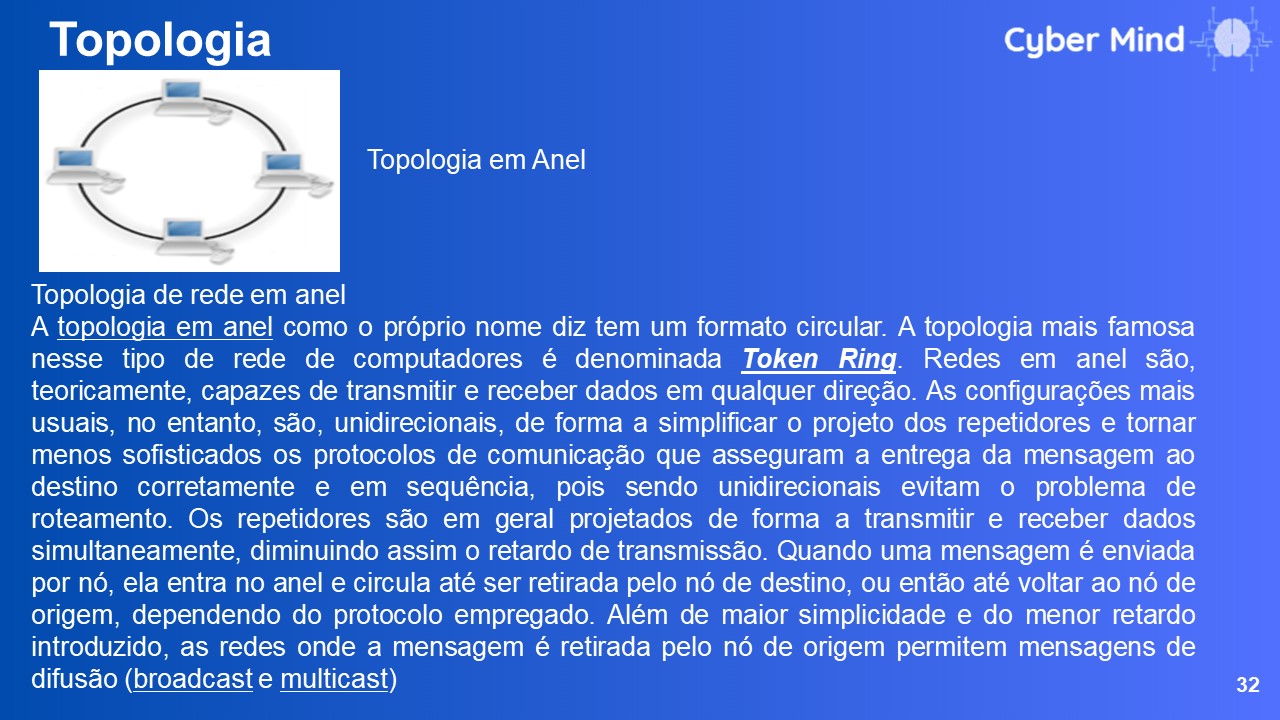 Topologia
Cyber Mind
Topologia em Anel
Topologia de rede em anel
A topologia em anel como o próprio nome diz tem um formato circular. A topologia mais famosa
nesse tipo de rede de computadores é denominada Token Ring. Redes em anel são,
teoricamente, capazes de transmitir e receber dados em qualquer direção. As configurações mais
usuais, no entanto, são, unidirecionais, de forma a simplificar o projeto dos repetidores e tornar
menos sofisticados os protocolos de comunicação que asseguram a entrega da mensagem ao
destino corretamente e em sequência, pois sendo unidirecionais evitam o problema de
roteamento. Os repetidores são em geral projetados de forma a transmitir e receber dados
simultaneamente, diminuindo assim o retardo de transmissão. Quando uma mensagem é enviada
por nó, ela entra no anel e circula até ser retirada pelo nó de destino, ou então até voltar ao nó de
origem, dependendo do protocolo empregado. Além de maior simplicidade e do menor retardo
introduzido, as redes onde a mensagem é retirada pelo nó de origem permitem mensagens de
difusão (broadcast e multicast)
32